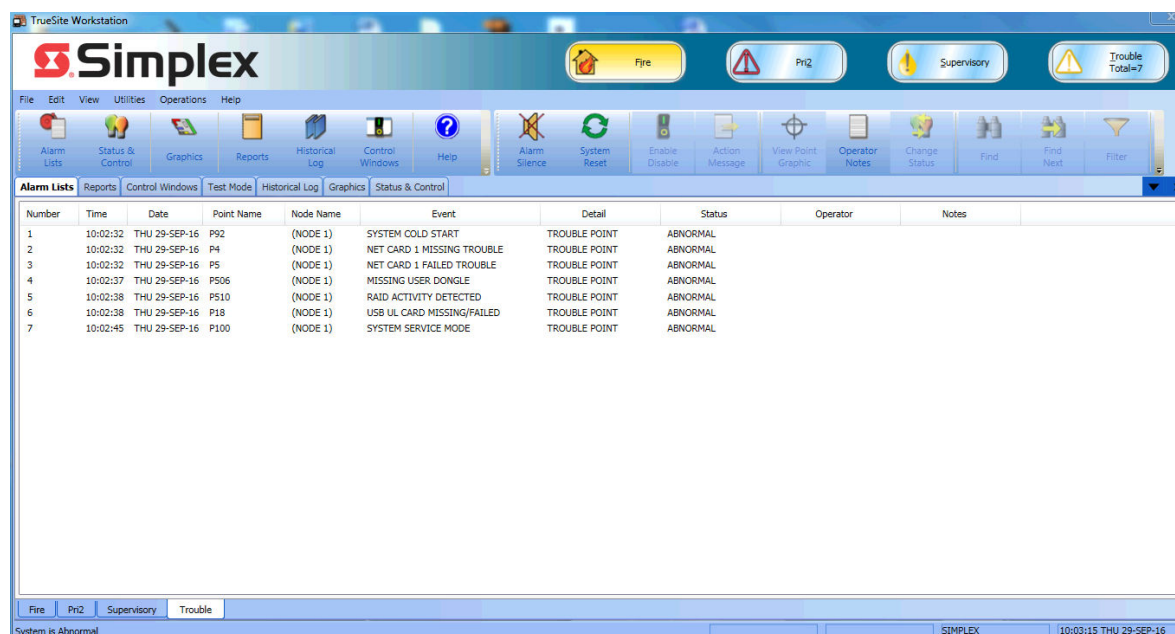 TrueSite Workstation
Simplex
Fire
Pri2
Supervisory
Trouble
Total=7
File Edit View Utilities Operations Help
Alarm Lists
Status & Control
Graphics
Reports
Historical Log
Control Windows
Help
Alarm Silence
System Reset
Enable Disable
Action Message
View Point Graphic
Operator Notes
Change Status
Find
Find Next
Filter
Alarm Lists Reports Control Windows Test Mode Historical Log Graphics Status & Control
Number Time Date Point Name Node Name Event Detail Status Operator Notes
1 10:02:32 THU 29-SEP-16 P92 (NODE 1) SYSTEM COLD START TROUBLE POINT ABNORMAL
2 10:02:32 THU 29-SEP-16 P4 (NODE 1) NET CARD 1 MISSING TROUBLE TROUBLE POINT ABNORMAL
3 10:02:32 THU 29-SEP-16 P5 (NODE 1) NET CARD 1 FAILED TROUBLE TROUBLE POINT ABNORMAL
4 10:02:37 THU 29-SEP-16 P506 (NODE 1) MISSING USER DONGLE TROUBLE POINT ABNORMAL
5 10:02:38 THU 29-SEP-16 P510 (NODE 1) RAID ACTIVITY DETECTED TROUBLE POINT ABNORMAL
6 10:02:38 THU 29-SEP-16 P18 (NODE 1) USB UL CARD MISSING/FAILED TROUBLE POINT ABNORMAL
7 10:02:45 THU 29-SEP-16 P100 (NODE 1) SYSTEM SERVICE MODE TROUBLE POINT ABNORMAL
Fire Pri2 Supervisory Trouble
System is Abnormal SIMPLEX 10:03:15 THU 29-SEP-16